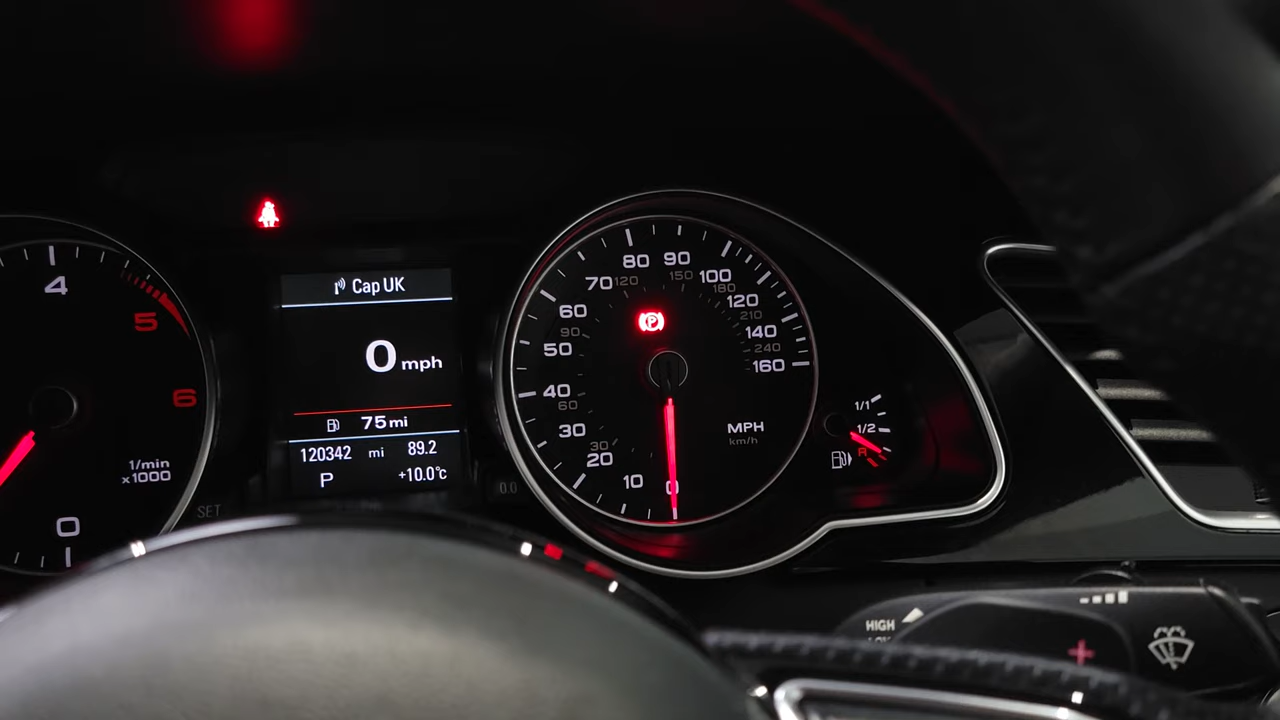 4
5
6
1/min
x1000
0
SET
Cap UK
0 mph
75 mi
120342 mi 89.2
P +10.0°C
0.0
0
10
20
30
30
40
60
50
60
90
70
120
80
90
150
100
180
120
210
140
240
160
P
MPH
km/h
1/1
1/2
R
HIGH